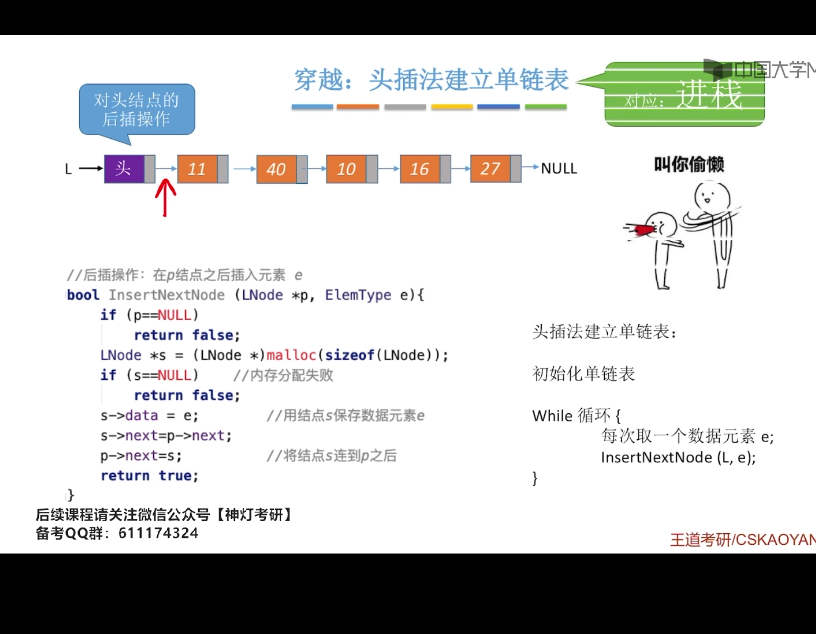 中国大学M
穿越：头插法建立单链表
对应：进栈
对头结点的
后插操作
L 头 11 40 10 16 27 NULL
叫你偷懒
//后插操作：在p结点之后插入元素 e
bool InsertNextNode (LNode *p, ElemType e){
if (p==NULL)
return false;
LNode *s = (LNode *)malloc(sizeof(LNode));
if (s==NULL) //内存分配失败
return false;
s->data = e; //用结点s保存数据元素e
s->next=p->next;
p->next=s; //将结点s连到p之后
return true;
}
头插法建立单链表：
初始化单链表
While 循环 {
每次取一个数据元素 e;
InsertNextNode (L, e);
}
后续课程请关注微信公众号【神灯考研】
备考QQ群：611174324
王道考研/CSKAOYAN